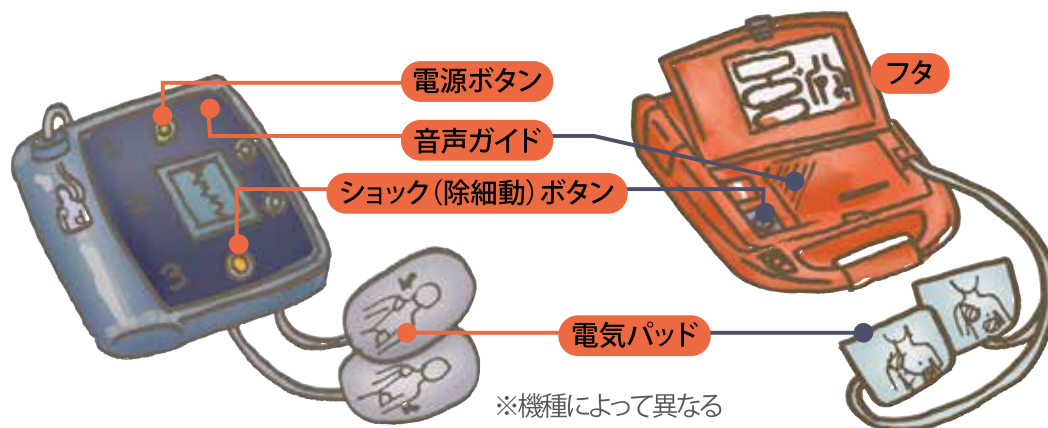 電源ボタン
フタ
音声ガイド
ショック(除細動)ボタン
3
電気パッド
※機種によって異なる